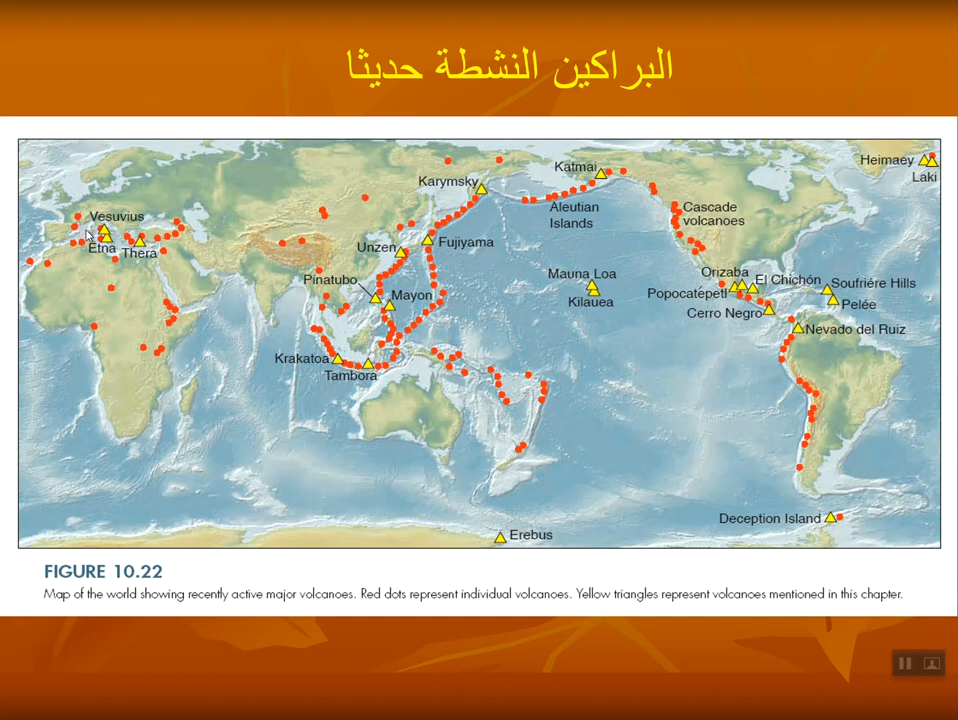 البراكين النشطة حديثا
Heimaey
Laki
Katmai
Karymsky
Aleutian
Islands
Cascade
volcanoes
Vesuvius
Etna
Thera
Unzen
Fujiyama
Pinatubo
Mayon
Mauna Loa
Kilauea
Orizaba
El Chichón
Soufriére Hills
Popocatepetl
Pelée
Cerro Negro
Nevado del Ruiz
Krakatoa
Tambora
Deception Island
Erebus
FIGURE 10.22
Map of the world showing recently active major volcanoes. Red dots represent individual volcanoes. Yellow triangles represent volcanoes mentioned in this chapter.